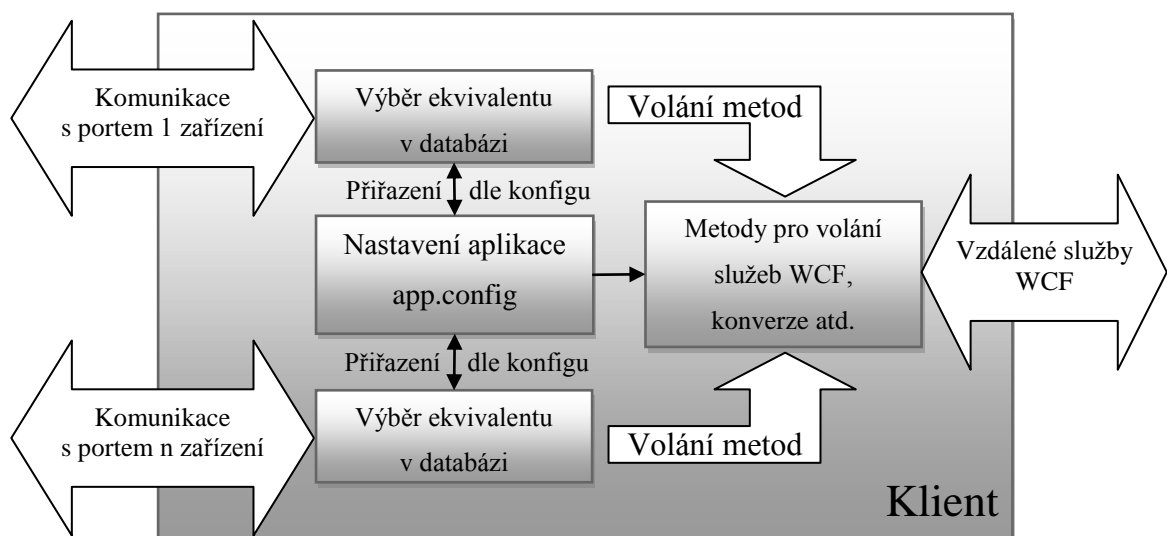 Komunikace
s portem 1 zařízení
Výběr ekvivalentu
v databázi
Volání metod
Přiřazení dle konfigu
Nastavení aplikace
app.config
Metody pro volání
služeb WCF,
konverze atd.
Vzdálené služby
WCF
Přiřazení dle konfigu
Komunikace
s portem n zařízení
Výběr ekvivalentu
v databázi
Volání metod
Klient